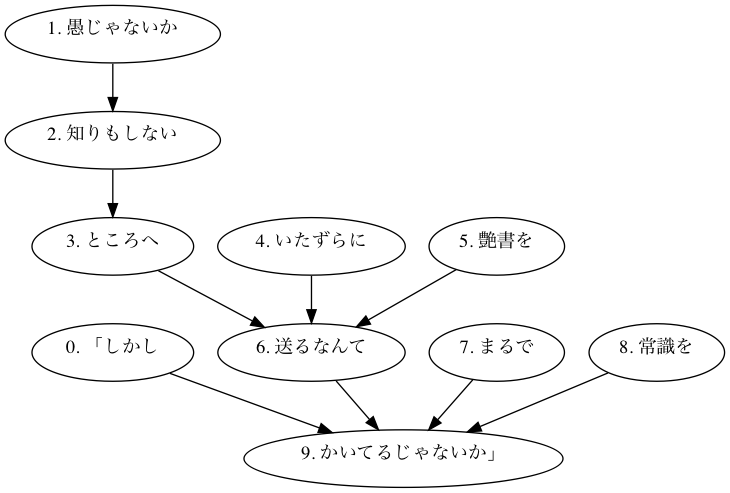 1. 愚じゃないか
2. 知りもしない
3. ところへ
4. いたずらに
5. 艶書を
0. 「しかし
6. 送るなんて
7. まるで
8. 常識を
9. かいてるじゃないか」